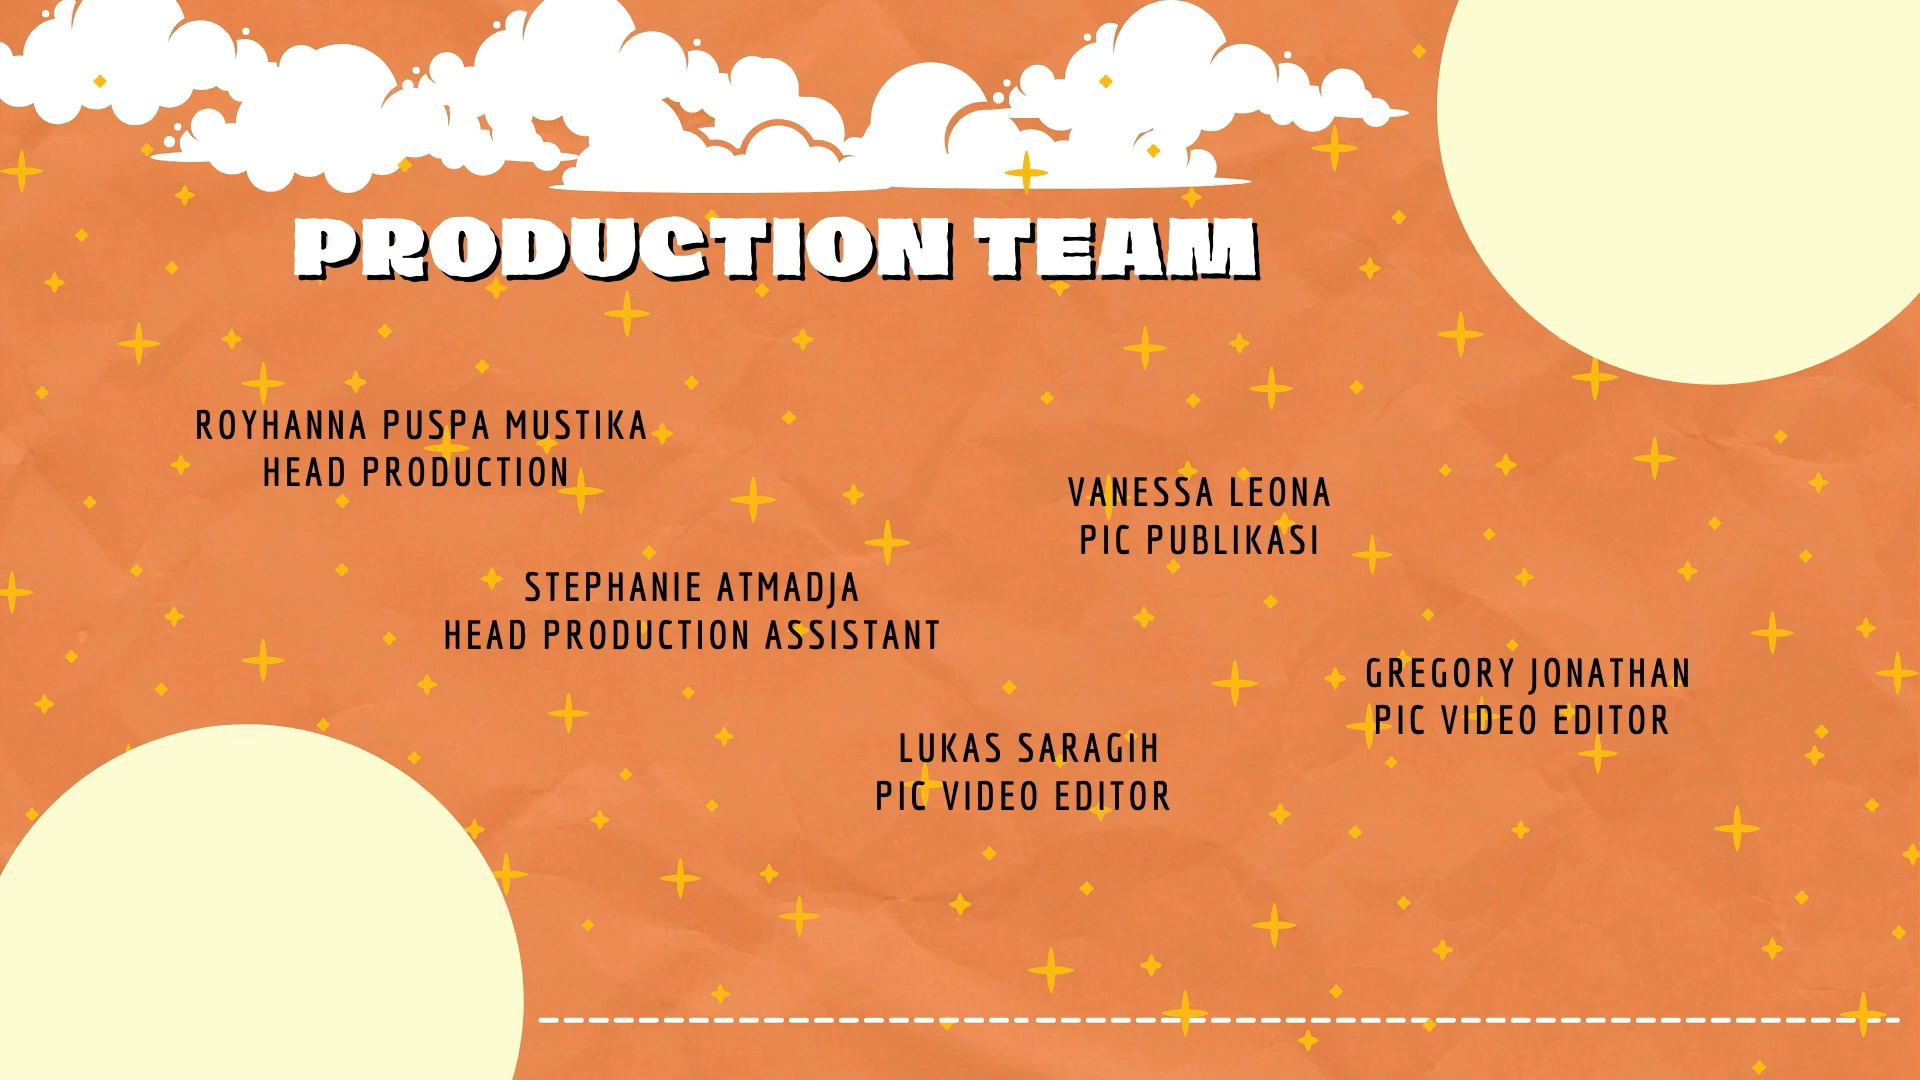 PRODUCTION TEAM
ROYHANNA PUSPA MUSTIKA
HEAD PRODUCTION
VANESSA LEONA
PIC PUBLIKASI
STEPHANIE ATMADJA
HEAD PRODUCTION ASSISTANT
GREGORY JONATHAN
PIC VIDEO EDITOR
LUKAS SARAGIH
PIC VIDEO EDITOR